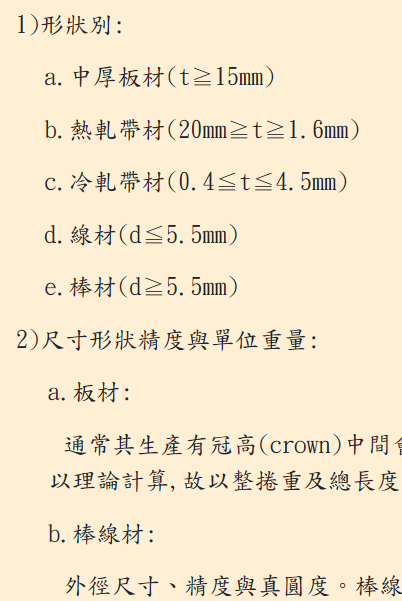 1)形狀別:
a.中厚板材(t≧15mm)
b.熱軋帶材(20mm≧t≧1.6mm)
c.冷軋帶材(0.4≦t≦4.5mm)
d.線材(d≦5.5mm)
e.棒材(d≧5.5mm)
2)尺寸形狀精度與單位重量:
a.板材:
通常其生產有冠高(crown)中間會
以理論計算,故以整捲重及總長度
b.棒線材:
外徑尺寸、精度與真圓度。棒線